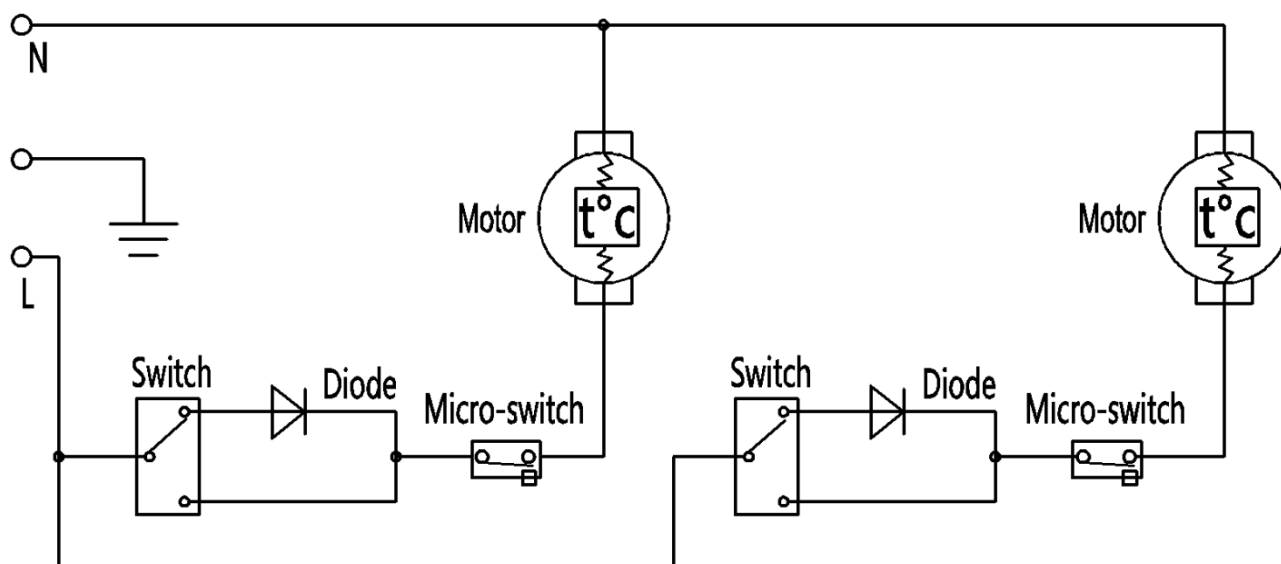 N
Motor
t°c
Motor
t°c
L
Switch
Diode
Micro-switch
Switch
Diode
Micro-switch